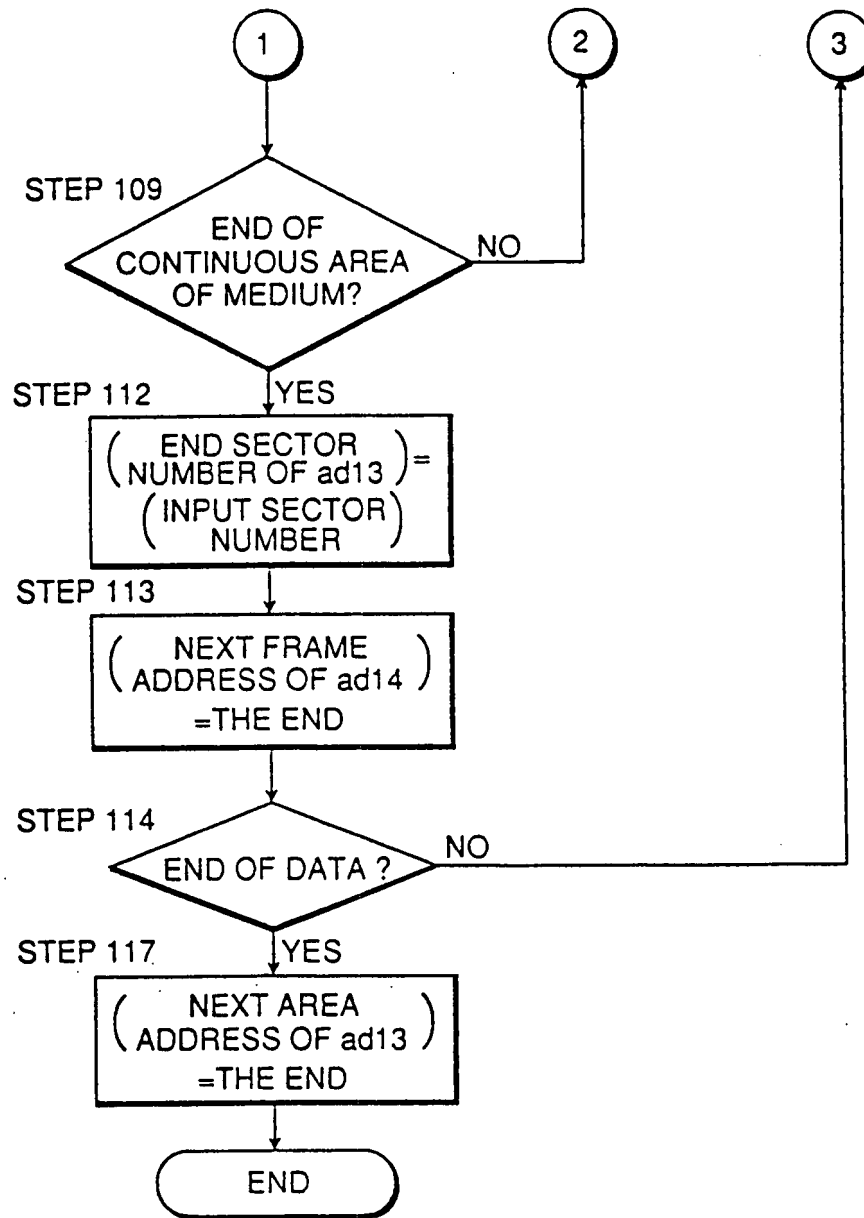 1
2
3
STEP 109
END OF
CONTINUOUS AREA
OF MEDIUM?
NO
YES
STEP 112
( END SECTOR
NUMBER OF ad13 ) =
( INPUT SECTOR
NUMBER )
STEP 113
( NEXT FRAME
ADDRESS OF ad14 )
=THE END
STEP 114
END OF DATA ?
NO
YES
STEP 117
( NEXT AREA
ADDRESS OF ad13 )
=THE END
END